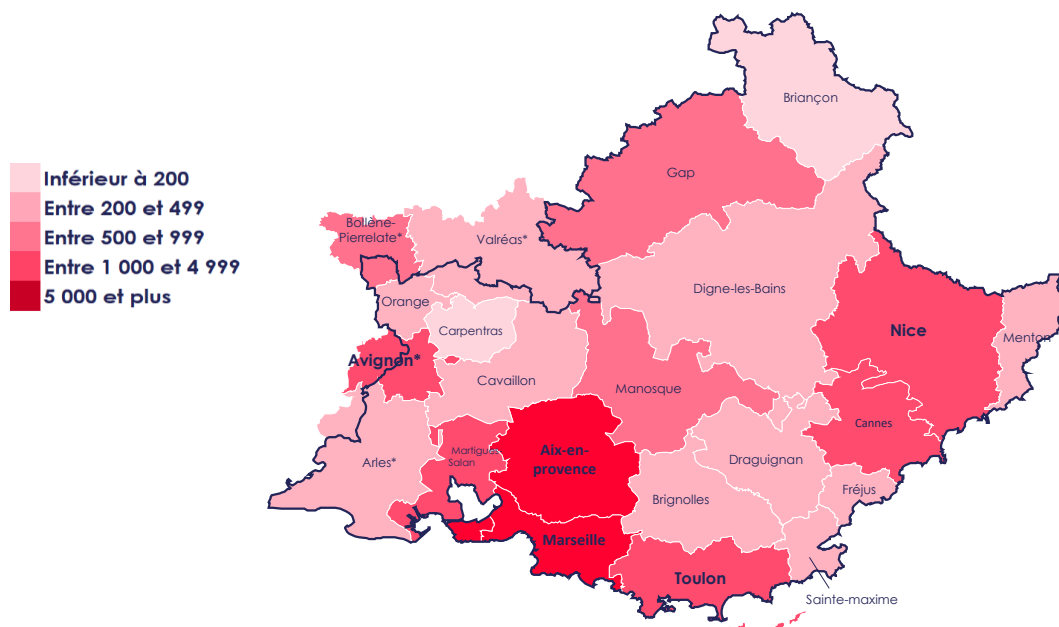 Inférieur à 200
Entre 200 et 499
Entre 500 et 999
Entre 1 000 et 4 999
5 000 et plus
Briançon
Gap
Bollène-
Pierrelate*
Valréas*
Digne-les-Bains
Orange
Carpentras
Nice
Menton
Avignon*
Cavaillon
Manosque
Cannes
Arles*
Martigues
Salan
Aix-en-
provence
Draguignan
Brignolles
Fréjus
Marseille
Toulon
Sainte-maxime